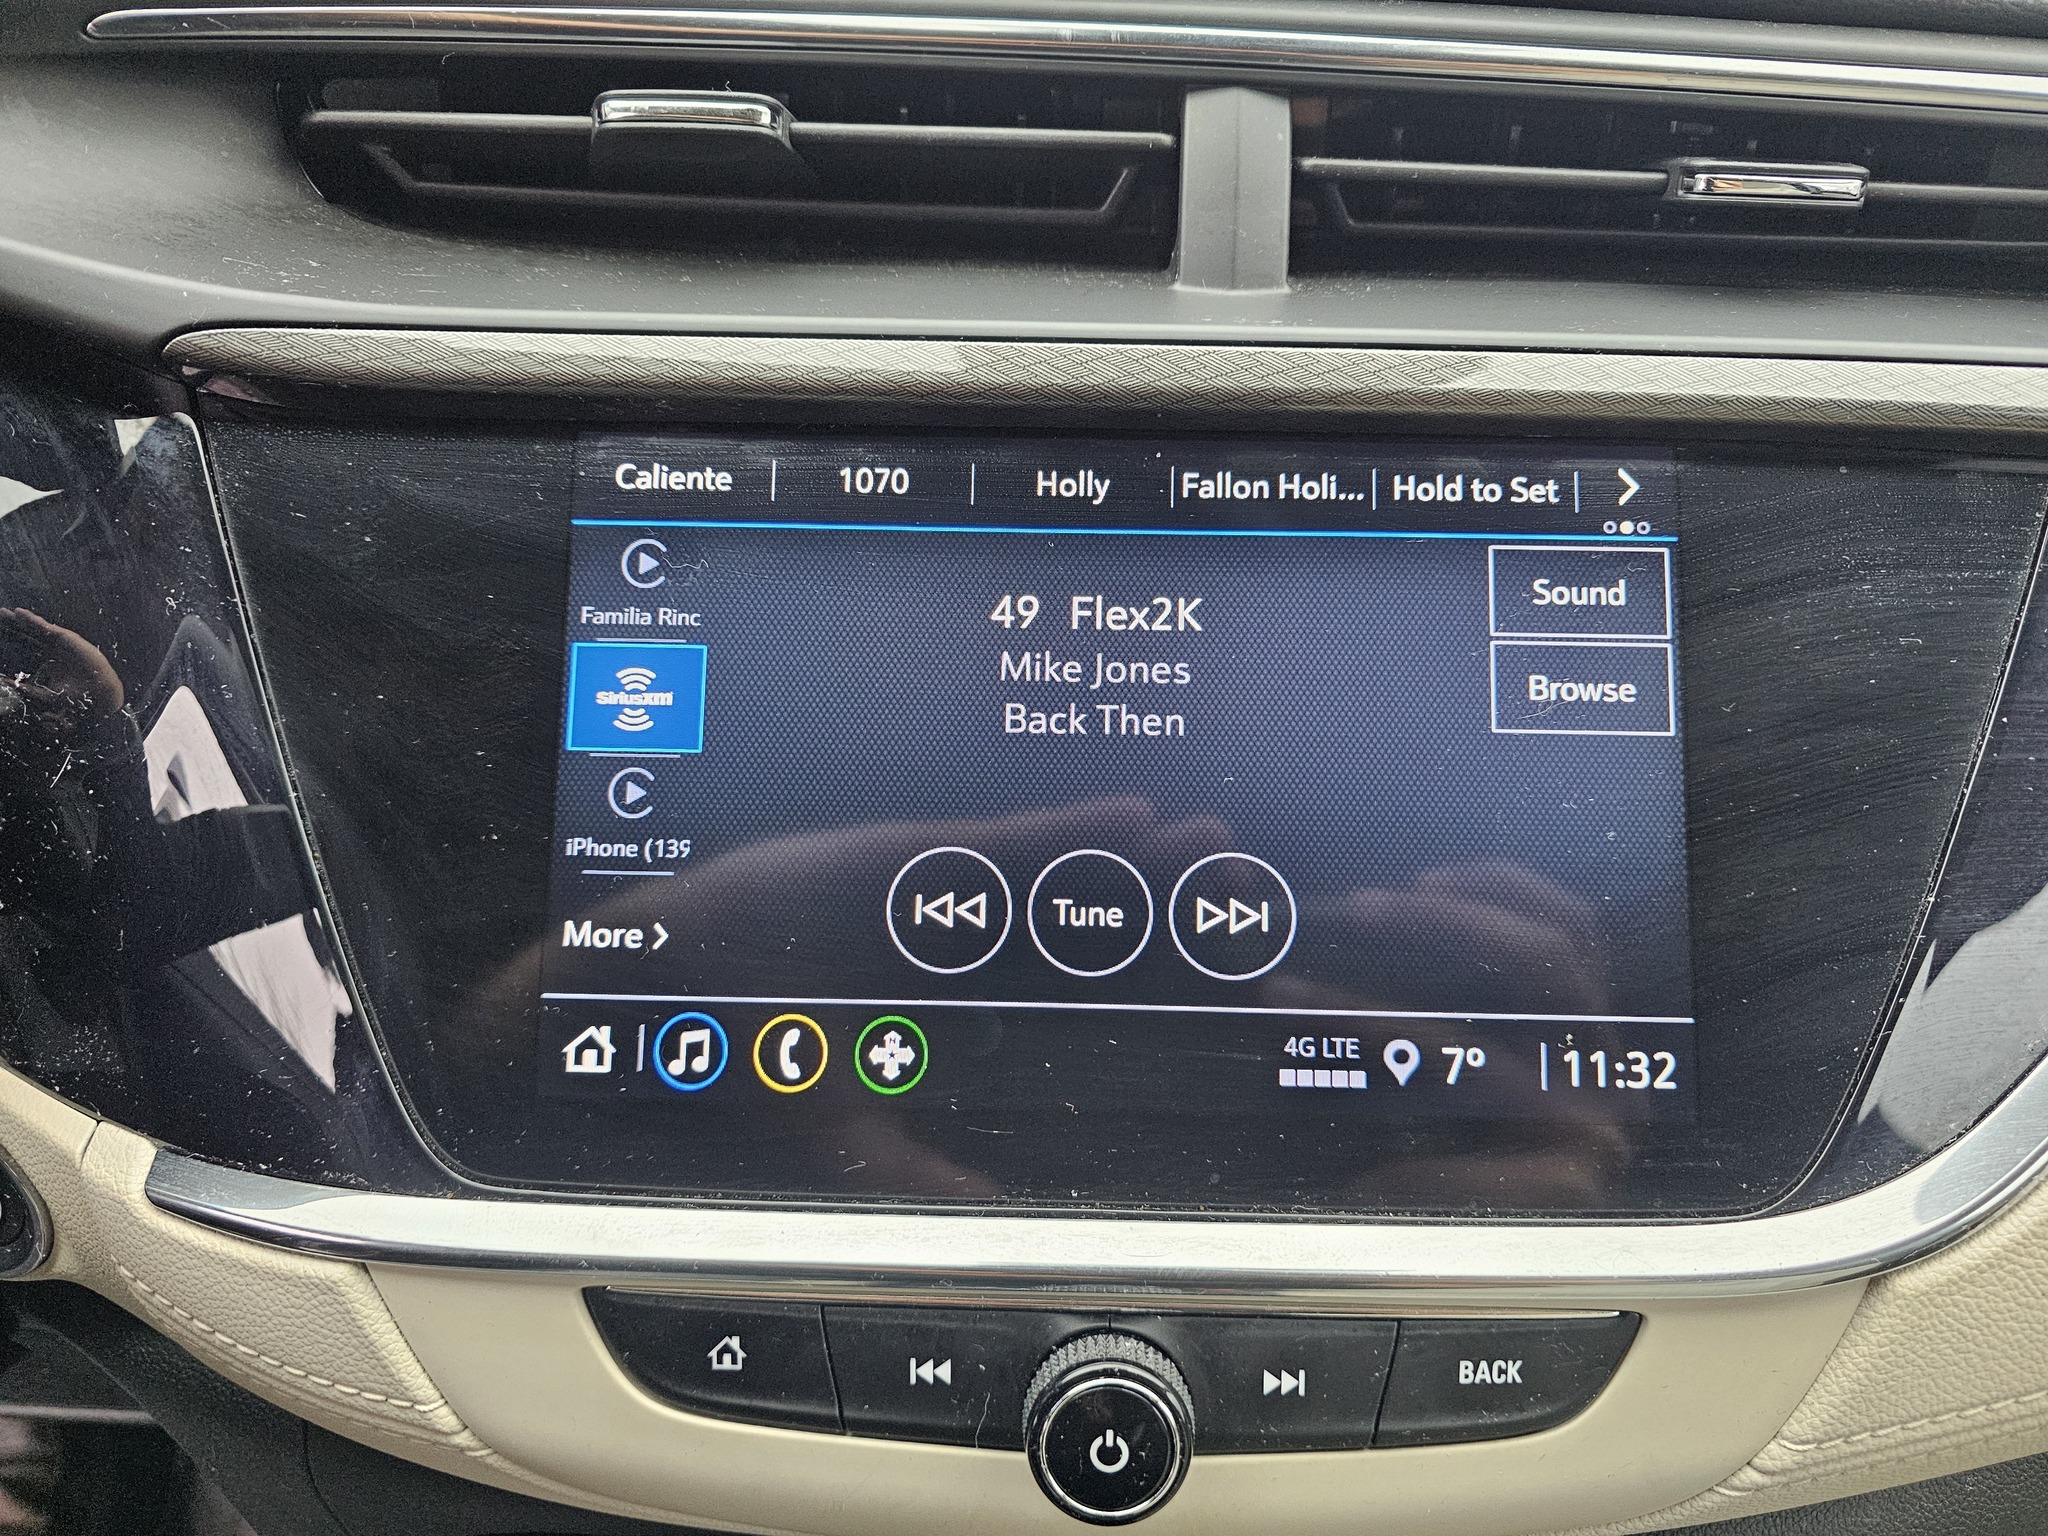 Caliente
1070
Holly
Fallon Holi...
Hold to Set
Familia Rinc
49 Flex2K
Sound
Mike Jones
SiriusXm
Browse
Back Then
iPhone (139
Tune
More
4G LTE
7°
11:32
BACK